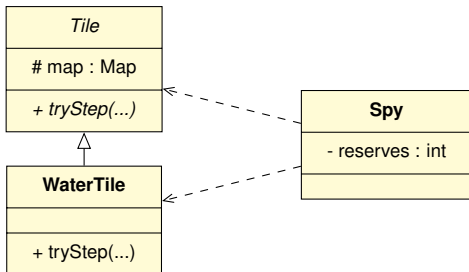 Tile
# map : Map
+ tryStep(...)
Spy
- reserves : int
WaterTile
+ tryStep(...)